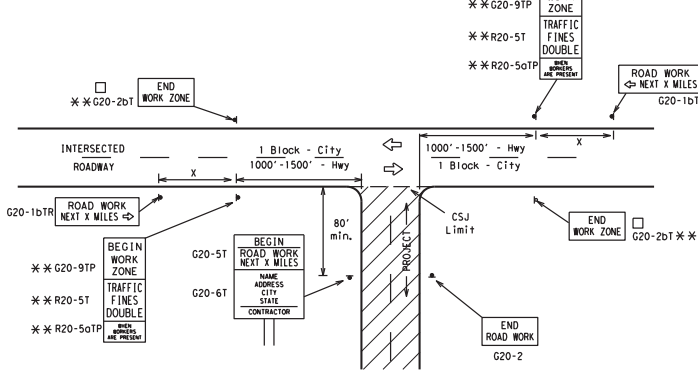 ✶✶G20-9TP
ZONE
✶✶R20-5T
TRAFFIC
FINES
DOUBLE
✶✶R20-5aTP
WHEN
WORKERS
ARE PRESENT
ROAD WORK
⇦ NEXT X MILES
G20-1bT
□
✶✶G20-2bT
END
WORK ZONE
INTERSECTED
ROADWAY
1 Block - City
1000'-1500' - Hwy
1000'-1500' - Hwy
1 Block - City
X
X
G20-1bTR
ROAD WORK
NEXT X MILES ⇨
80'
min.
CSJ
Limit
PROJECT
END
WORK ZONE
□
G20-2bT ✶✶
✶✶G20-9TP
BEGIN
WORK
ZONE
✶✶R20-5T
TRAFFIC
FINES
DOUBLE
✶✶R20-5aTP
WHEN
WORKERS
ARE PRESENT
G20-5T
BEGIN
ROAD WORK
NEXT X MILES
G20-6T
NAME
ADDRESS
CITY
STATE
CONTRACTOR
END
ROAD WORK
G20-2